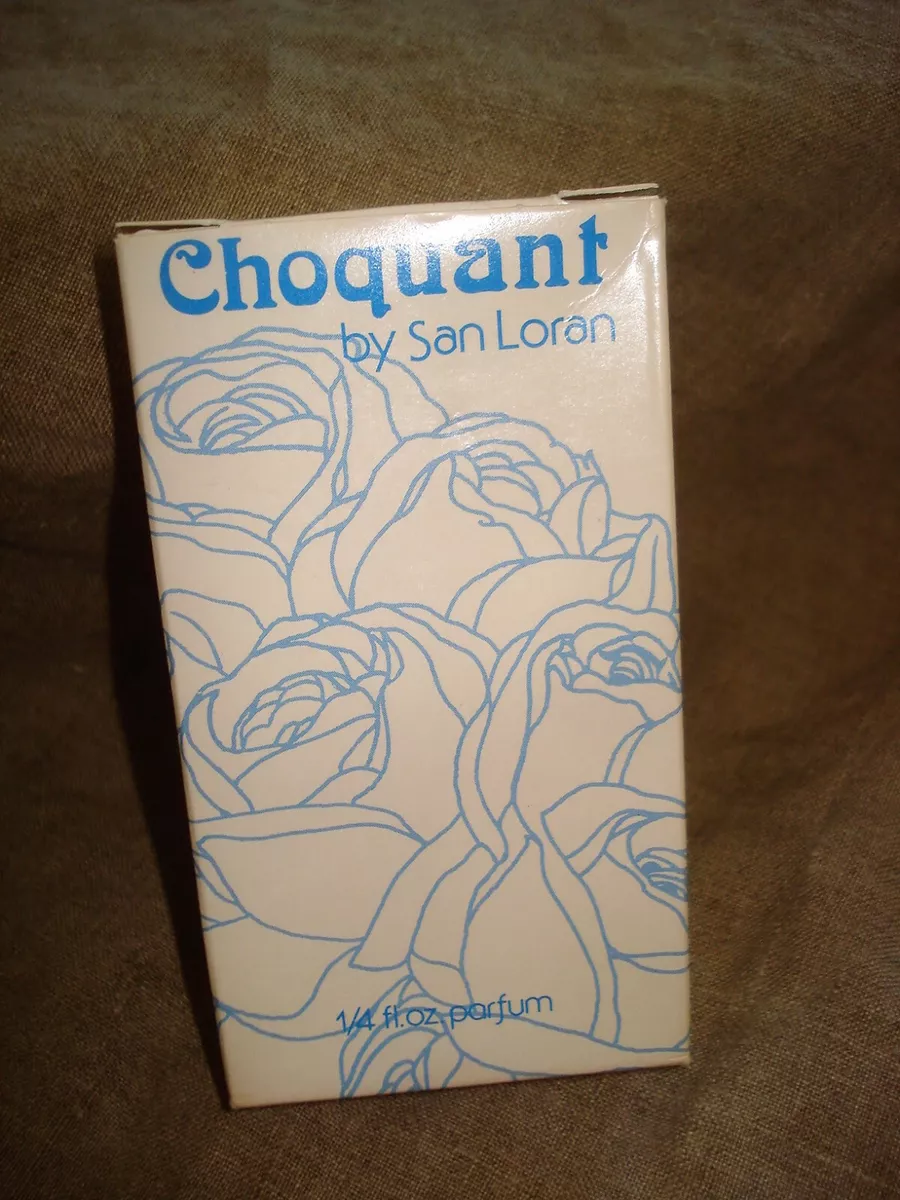 Choquant
by San Loran
1/4 fl.oz. parfum